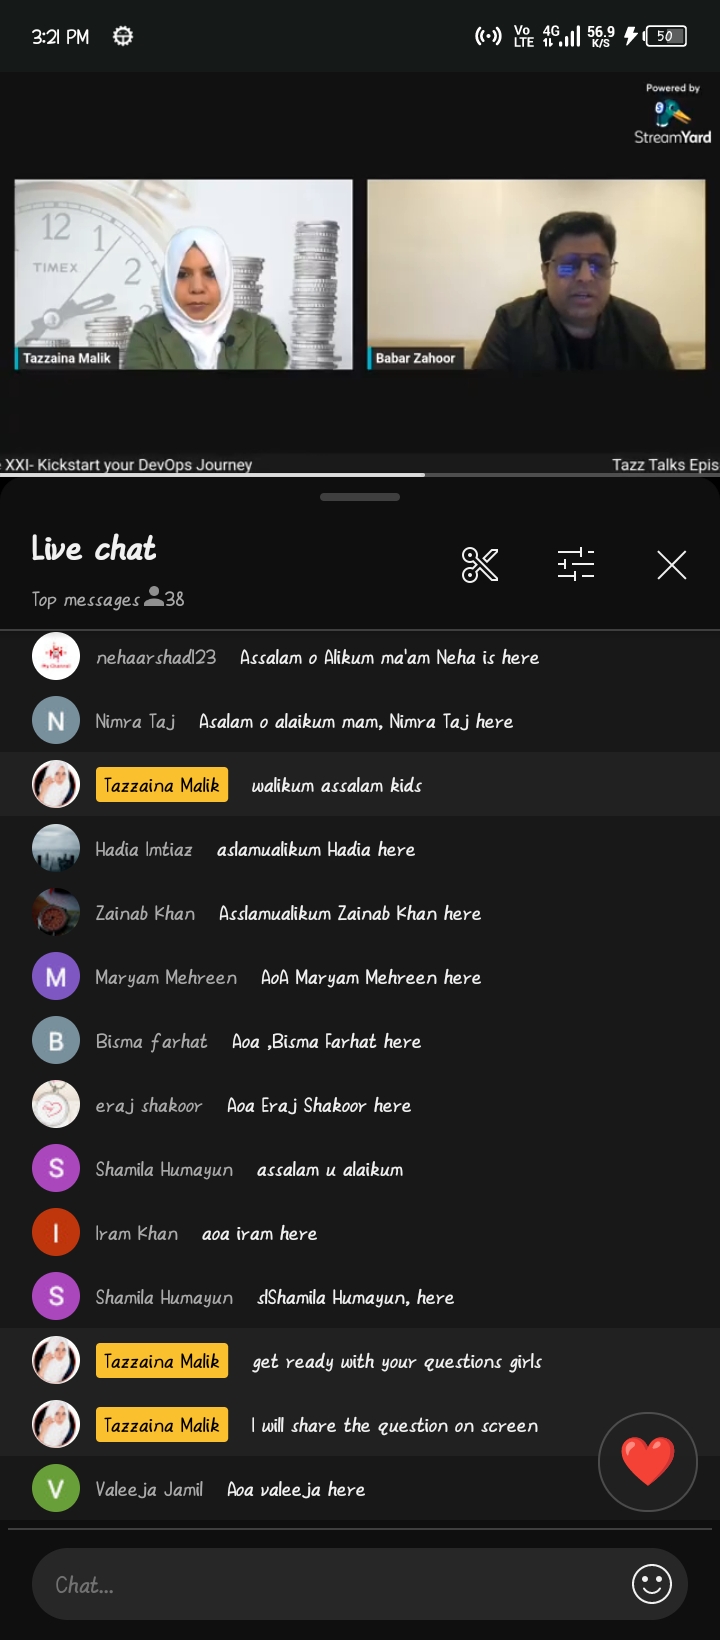 3:21 PM
Vo LTE 4G 56.9 K/S 50
Powered by
StreamYard
12 1 2
TIMEX
Tazzaina Malik
Babar Zahoor
XXI- Kickstart your DevOps Journey
Tazz Talks Epis
Live chat
Top messages 38
My Channel
nehaarshad123 Assalam o Alikum ma'am Neha is here
N Nimra Taj Asalam o alaikum mam, Nimra Taj here
Tazzaina Malik walikum assalam kids
Hadia Imtiaz aslamualikum Hadia here
Zainab Khan Asslamualikum Zainab Khan here
M Maryam Mehreen AoA Maryam Mehreen here
B Bisma farhat Aoa ,Bisma Farhat here
eraj shakoor Aoa Eraj Shakoor here
S Shamila Humayun assalam u alaikum
I Iram Khan aoa iram here
S Shamila Humayun slShamila Humayun, here
Tazzaina Malik get ready with your questions girls
Tazzaina Malik I will share the question on screen
V Valeeja Jamil Aoa valeeja here
Chat...